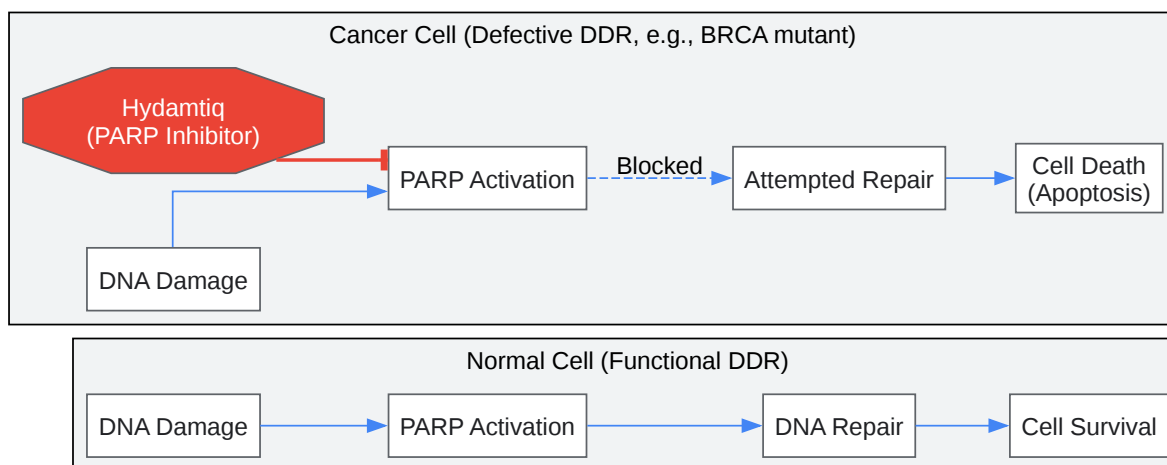 Cancer Cell (Defective DDR, e.g., BRCA mutant)
Hydamtiq
(PARP Inhibitor)
PARP Activation
Blocked
Attempted Repair
Cell Death
(Apoptosis)
DNA Damage
Normal Cell (Functional DDR)
DNA Damage
PARP Activation
DNA Repair
Cell Survival